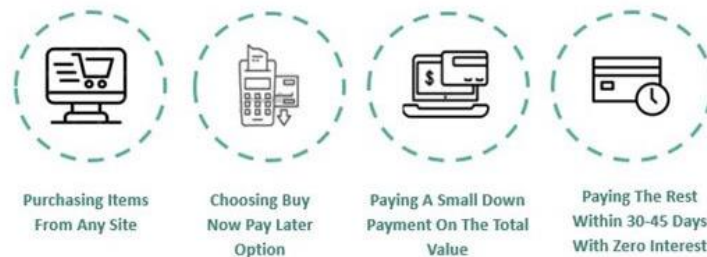 $
Purchasing Items
From Any Site
Choosing Buy
Now Pay Later
Option
Paying A Small Down
Payment On The Total
Value
Paying The Rest
Within 30-45 Days
With Zero Interest